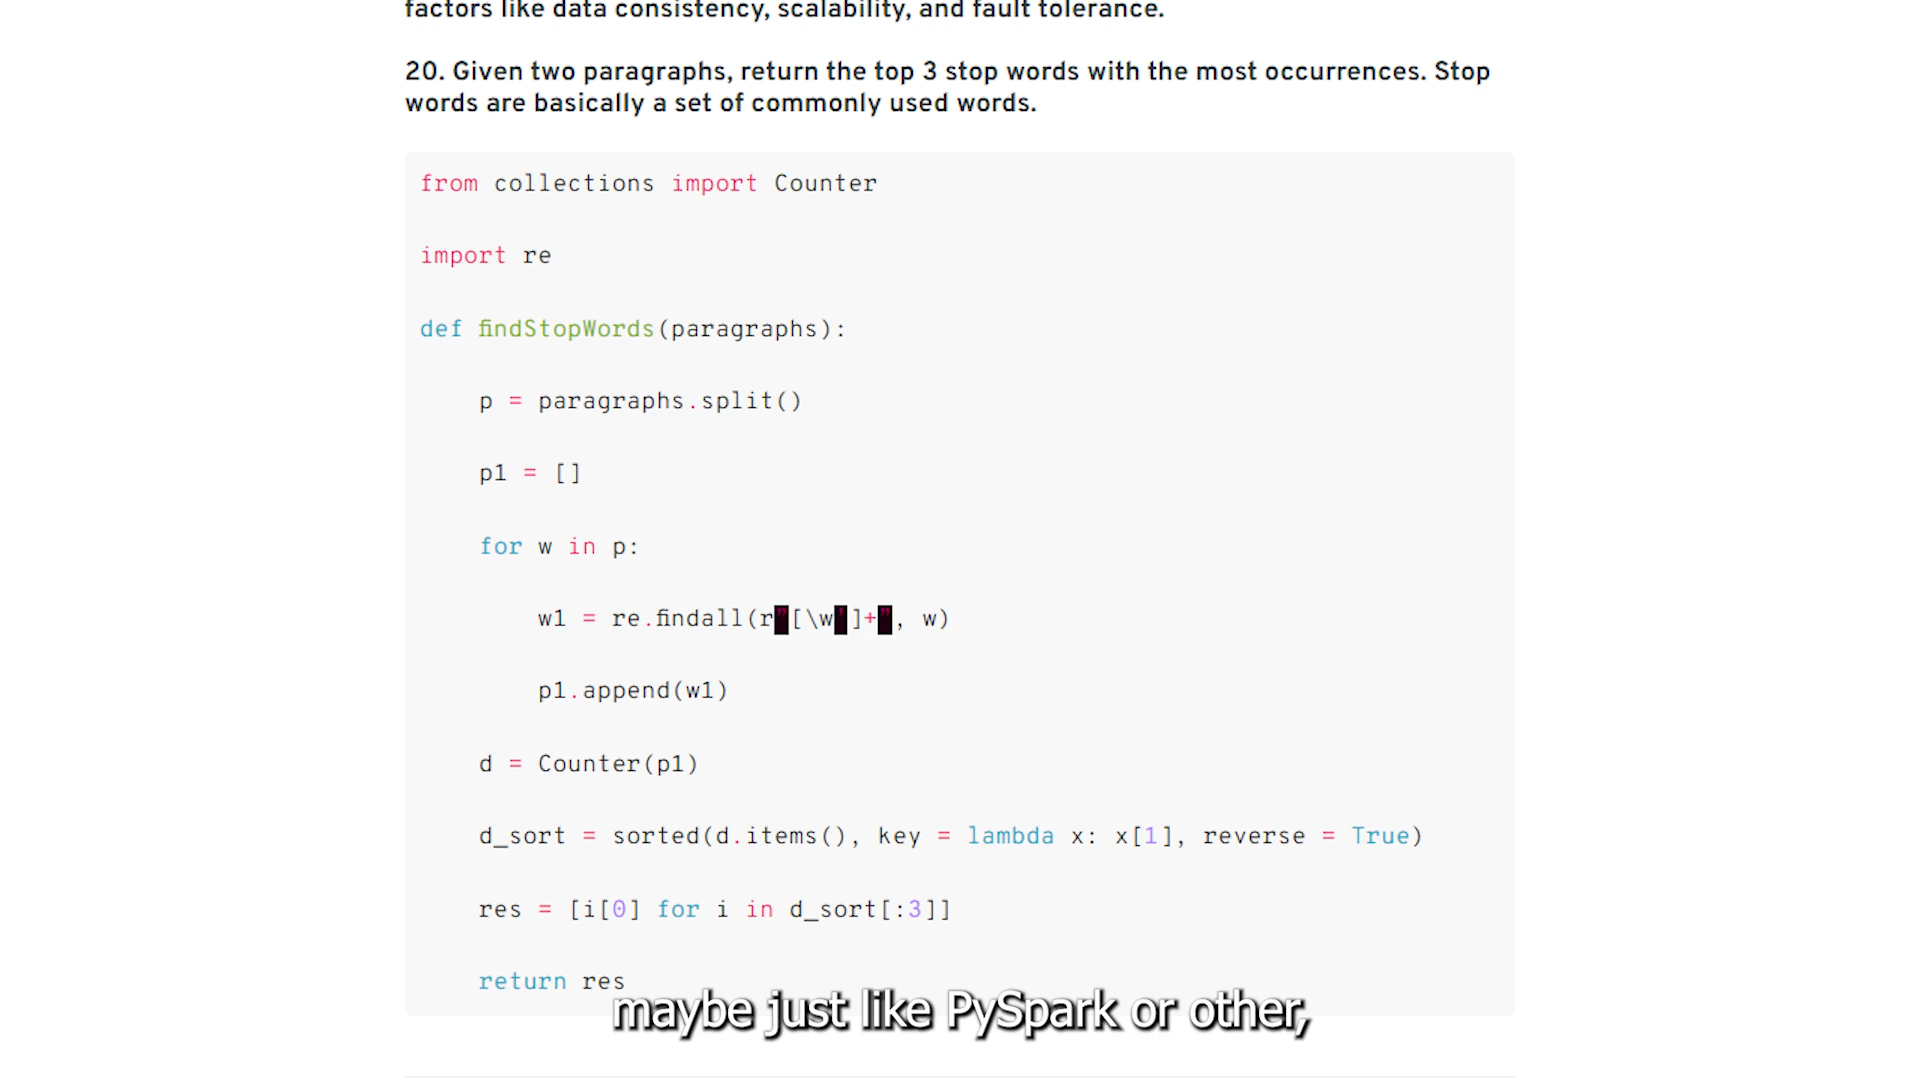 factors like data consistency, scalability, and fault tolerance.
20. Given two paragraphs, return the top 3 stop words with the most occurrences. Stop
words are basically a set of commonly used words.
from collections import Counter
import re
def findStopWords(paragraphs):
    p = paragraphs.split()
    p1 = []
    for w in p:
        w1 = re.findall(r"[\w']+", w)
        p1.append(w1)
    d = Counter(p1)
    d_sort = sorted(d.items(), key = lambda x: x[1], reverse = True)
    res = [i[0] for i in d_sort[:3]]
    return res
maybe just like PySpark or other,